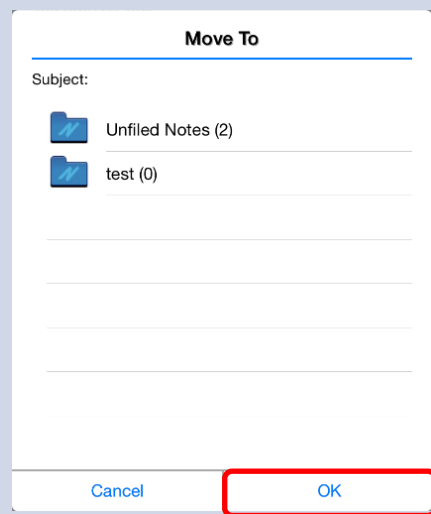 Move To
Subject:
Unfiled Notes (2)
test (0)
Cancel OK